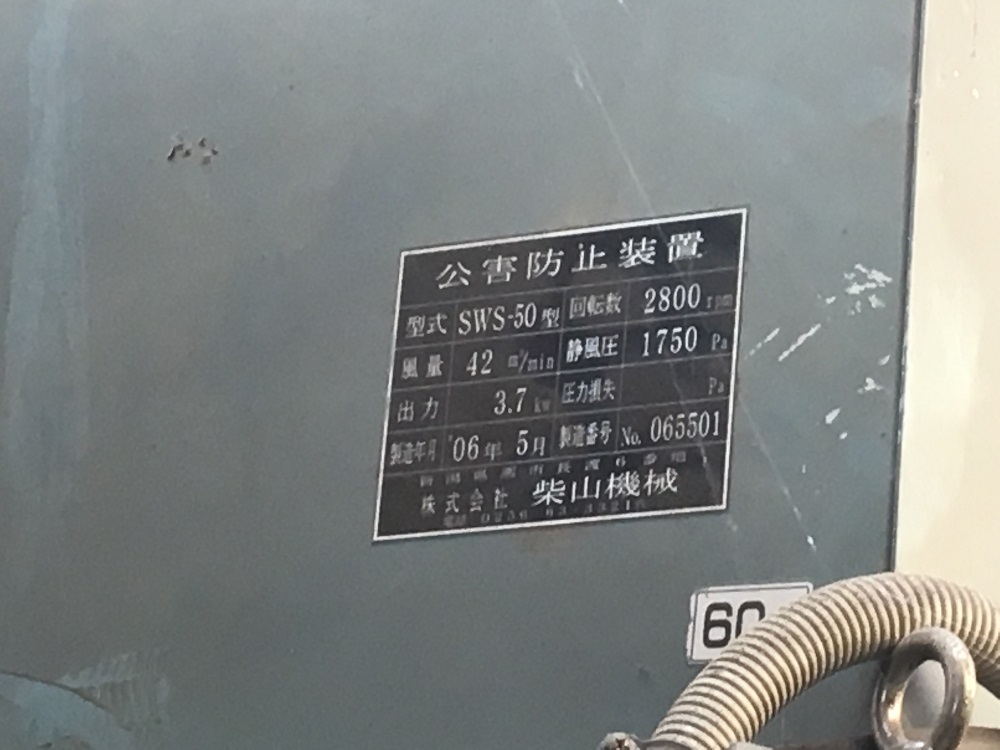 公害防止装置
型式 SWS-50型 回転数 2800 rpm
風量 42 m³/min 静風圧 1750 Pa
出力 3.7 kw 圧力損失 Pa
製造年月 '06年 5月 製造番号 No. 065501
株式会社 柴山機械
60